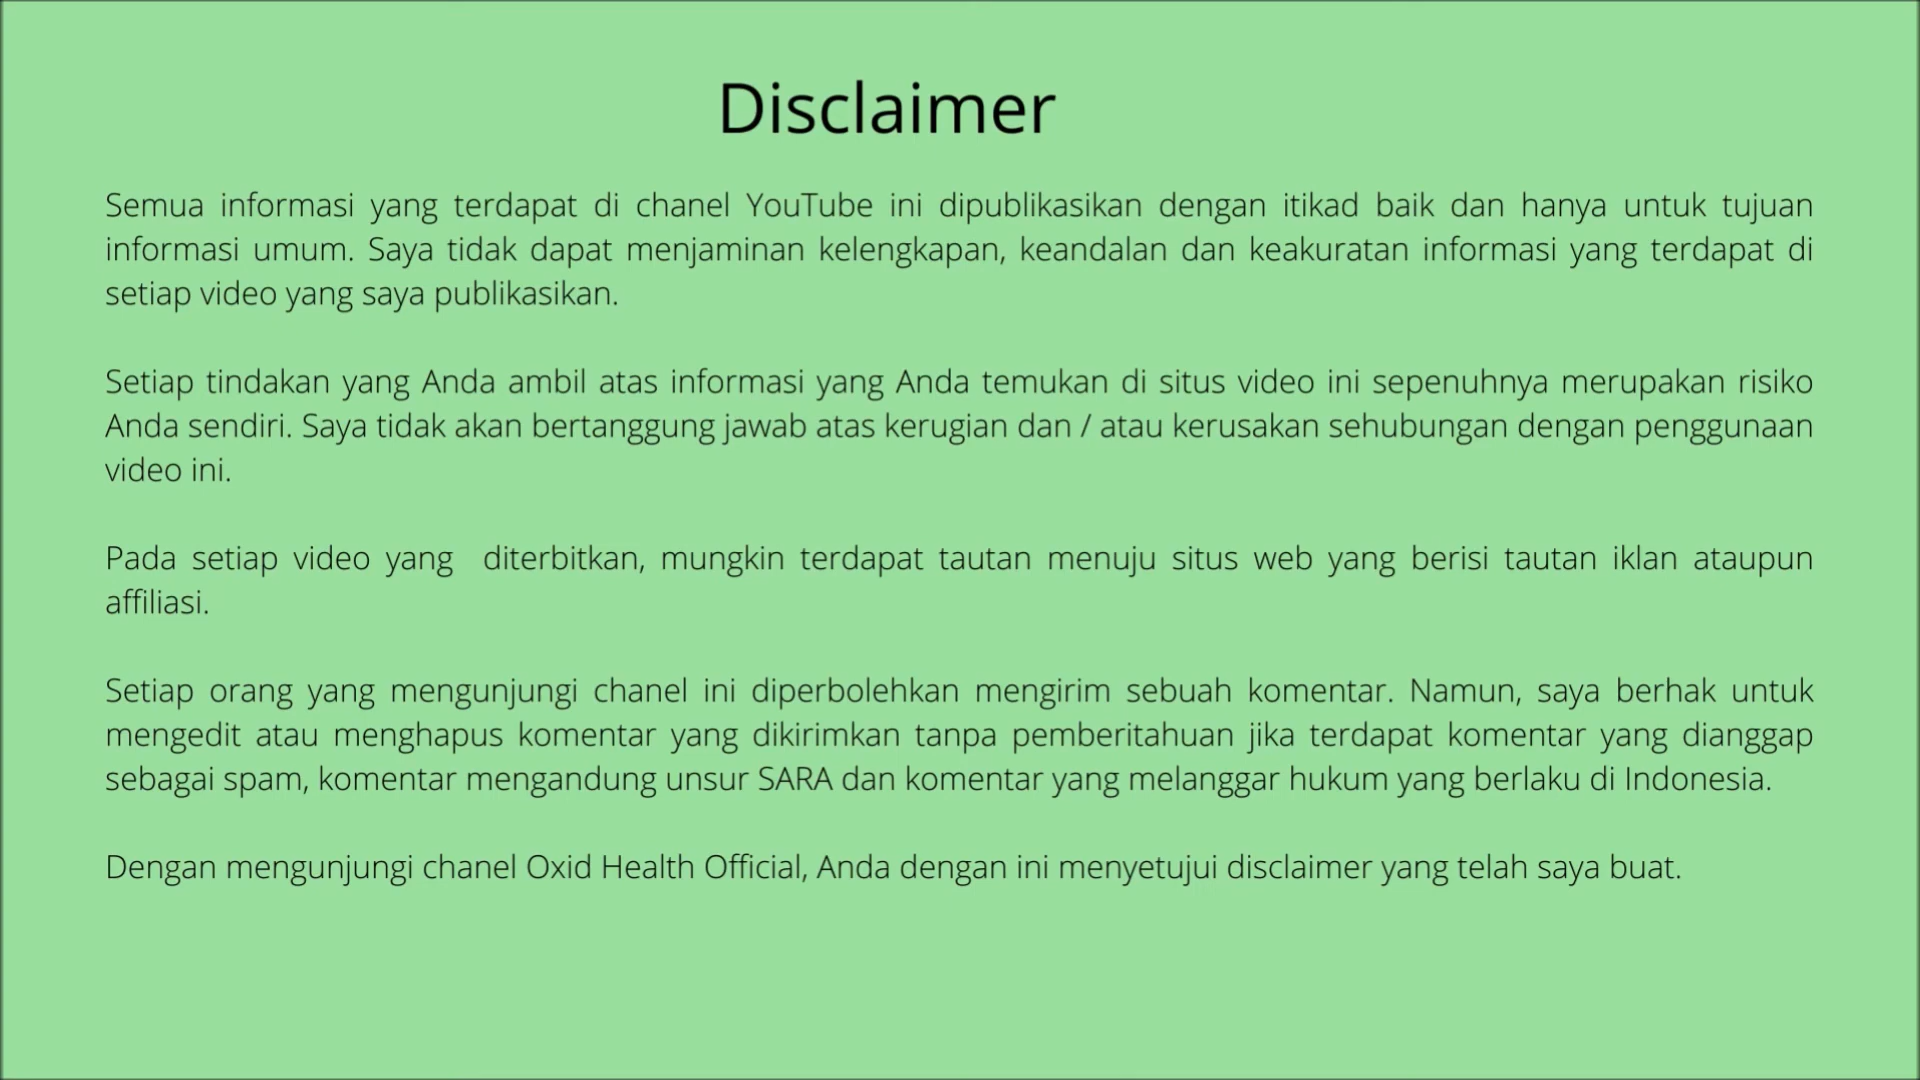 Disclaimer
Semua informasi yang terdapat di chanel YouTube ini dipublikasikan dengan itikad baik dan hanya untuk tujuan
informasi umum. Saya tidak dapat menjaminan kelengkapan, keandalan dan keakuratan informasi yang terdapat di
setiap video yang saya publikasikan.
Setiap tindakan yang Anda ambil atas informasi yang Anda temukan di situs video ini sepenuhnya merupakan risiko
Anda sendiri. Saya tidak akan bertanggung jawab atas kerugian dan / atau kerusakan sehubungan dengan penggunaan
video ini.
Pada setiap video yang  diterbitkan, mungkin terdapat tautan menuju situs web yang berisi tautan iklan ataupun
affiliasi.
Setiap orang yang mengunjungi chanel ini diperbolehkan mengirim sebuah komentar. Namun, saya berhak untuk
mengedit atau menghapus komentar yang dikirimkan tanpa pemberitahuan jika terdapat komentar yang dianggap
sebagai spam, komentar mengandung unsur SARA dan komentar yang melanggar hukum yang berlaku di Indonesia.
Dengan mengunjungi chanel Oxid Health Official, Anda dengan ini menyetujui disclaimer yang telah saya buat.